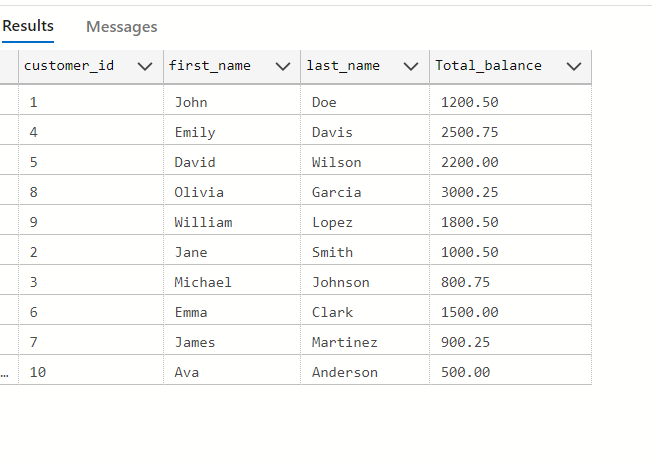 Results Messages
customer_id first_name last_name Total_balance
1 John Doe 1200.50
4 Emily Davis 2500.75
5 David Wilson 2200.00
8 Olivia Garcia 3000.25
9 William Lopez 1800.50
2 Jane Smith 1000.50
3 Michael Johnson 800.75
6 Emma Clark 1500.00
7 James Martinez 900.25
… 10 Ava Anderson 500.00